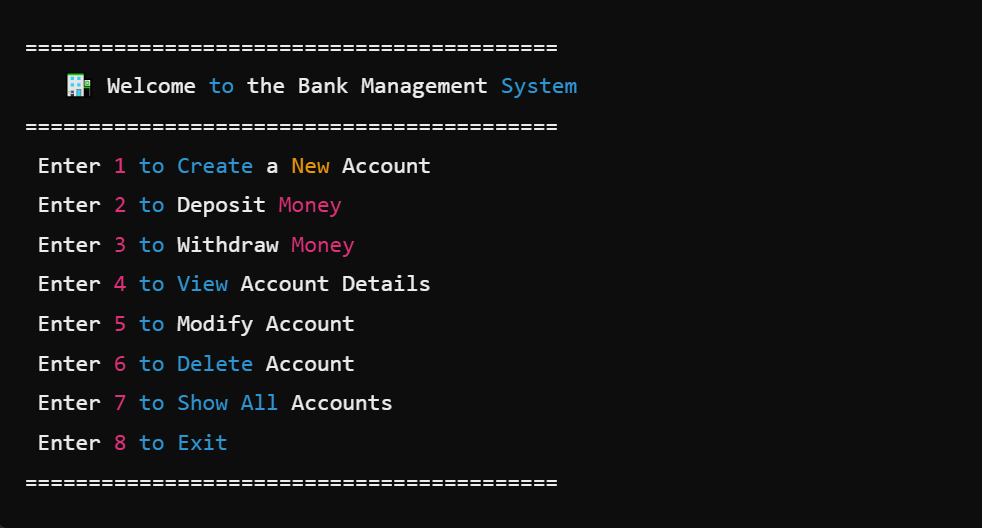 ==========================================
🏦 Welcome to the Bank Management System
==========================================
Enter 1 to Create a New Account
Enter 2 to Deposit Money
Enter 3 to Withdraw Money
Enter 4 to View Account Details
Enter 5 to Modify Account
Enter 6 to Delete Account
Enter 7 to Show All Accounts
Enter 8 to Exit
==========================================